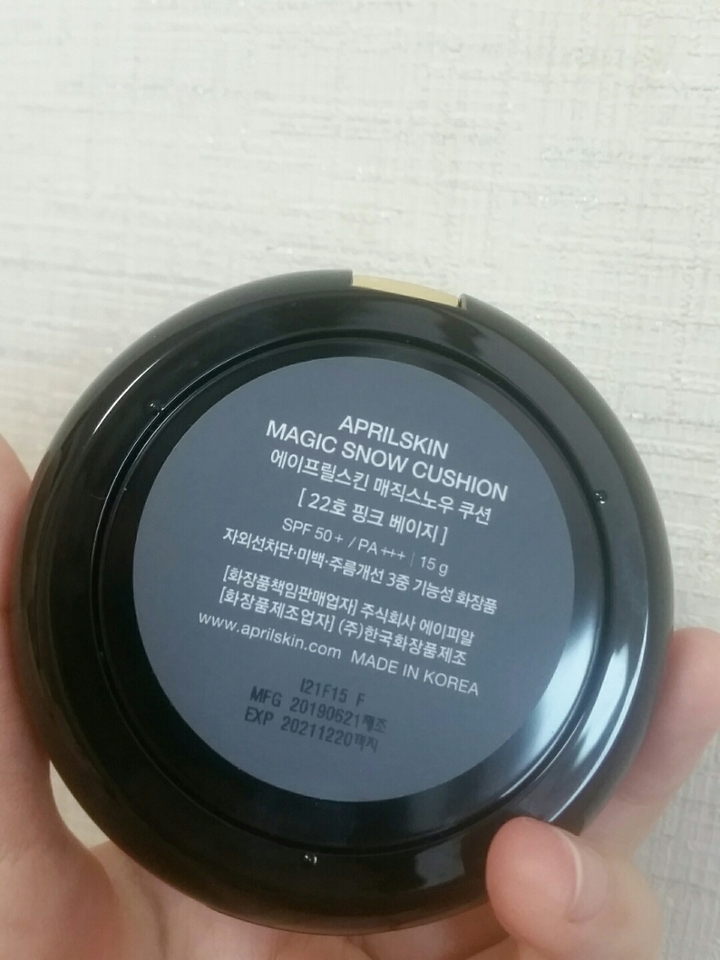 APRILSKIN
MAGIC SNOW CUSHION
에이프릴스킨 매직스노우 쿠션
[ 22호 핑크 베이지 ]
SPF 50+ / PA +++ | 15 g
자외선차단·미백·주름개선 3중 기능성 화장품
[화장품책임판매업자] 주식회사 에이피알
[화장품제조업자] (주)한국화장품제조
www.aprilskin.com MADE IN KOREA
I21F15 F
MFG 20190621제조
EXP 20211220까지